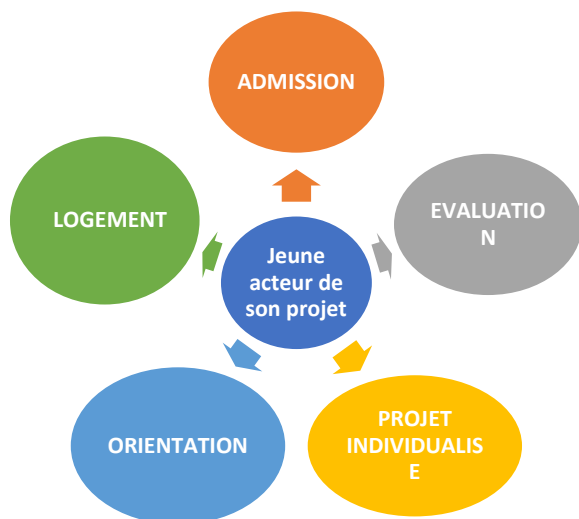 ADMISSION
EVALUATIO
N
PROJET
INDIVIDUALIS
E
ORIENTATION
LOGEMENT
Jeune
acteur de
son projet